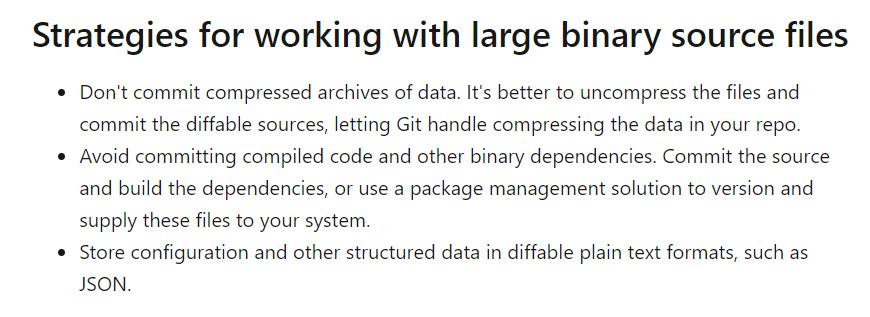 Strategies for working with large binary source files
• Don't commit compressed archives of data. It's better to uncompress the files and
commit the diffable sources, letting Git handle compressing the data in your repo.
• Avoid committing compiled code and other binary dependencies. Commit the source
and build the dependencies, or use a package management solution to version and
supply these files to your system.
• Store configuration and other structured data in diffable plain text formats, such as
JSON.